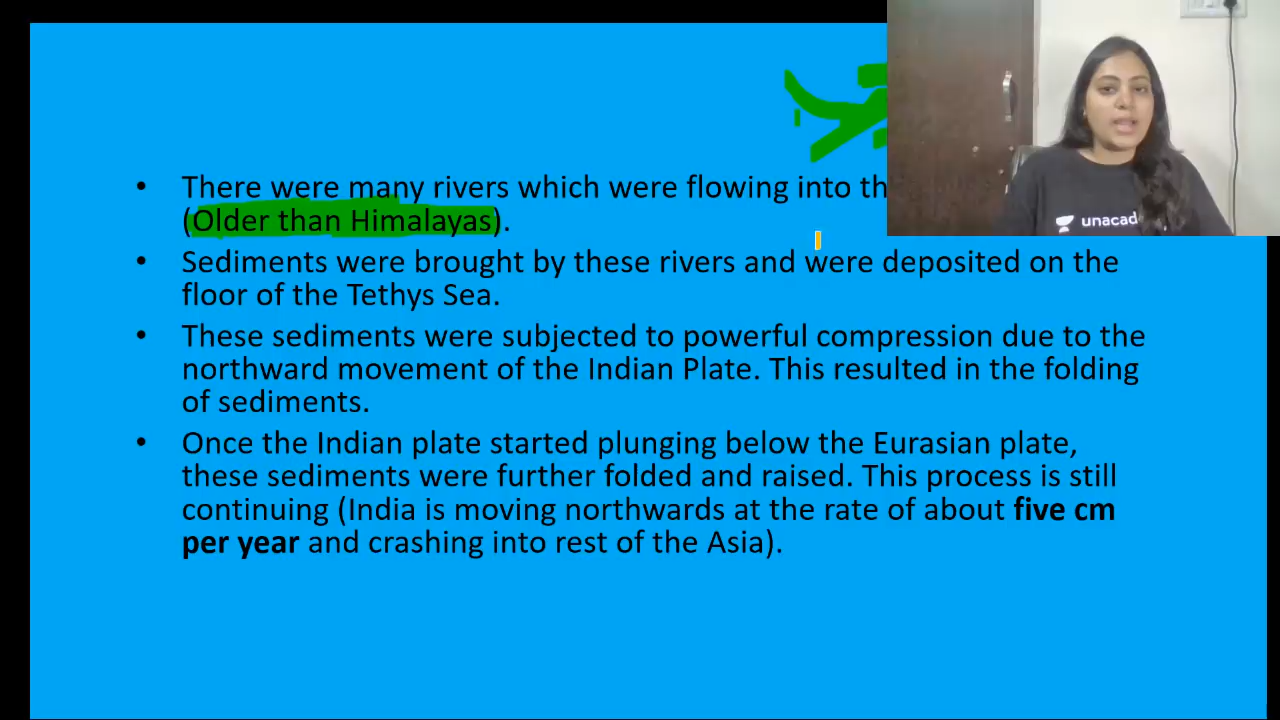 There were many rivers which were flowing into
(Older than Himalayas).
unaca
Sediments were brought by these rivers and were deposited on the
floor of the Tethys Sea.
These sediments were subjected to powerful compression due to the
northward movement of the Indian Plate. This resulted in the folding
of sediments.
Once the Indian plate started plunging below the Eurasian plate,
these sediments were further folded and raised. This process is still
continuing (India is moving northwards at the rate of about five cm
per year and crashing into rest of the Asia).